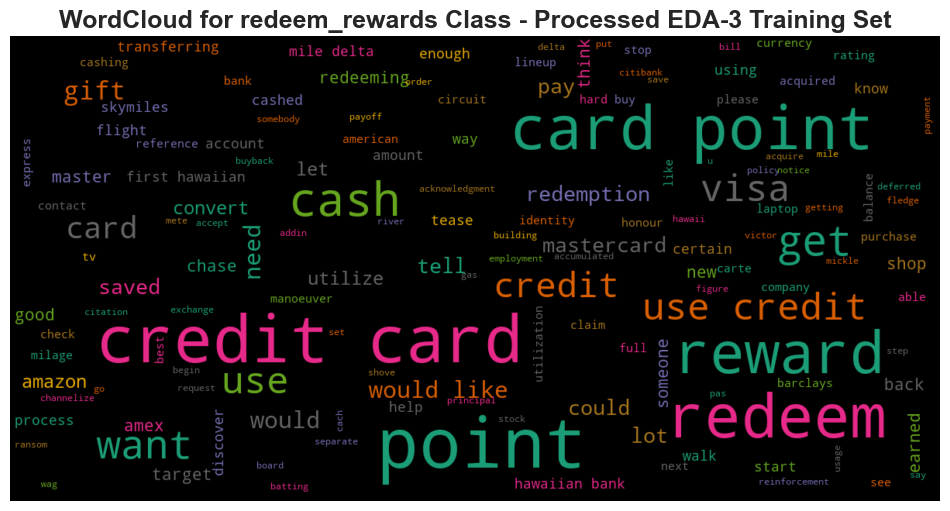 WordCloud for redeem_rewards Class - Processed EDA-3 Training Set
transferring
cashing
mile delta
enough
delta
lineup
put
stop
think
bill
currency
rating
gift
bank
redeeming
order
citibank
save
pay
using
acquired
know
skymiles
cashed
circuit
hard
buy
please
card point
flight
somebody
payoff
payment
reference
account
american
way
express
buyback
amount
u
acquire
mile
master
first hawaiian
let
like
policy
notice
contact
convert
cash
acknowledgment
redemption
visa
balance
deferred
fledge
card
mete
accept
river
tease
identity
honour
hawaii
laptop
getting
tv
need
addin
building
mastercard
certain
victor
purchase
get
chase
utilize
tell
gas
employment
accumulated
new
carte
mickle
shop
saved
manoeuver
credit
figure
company
able
good
citation
exchange
use credit
check
credit card
best
set
utilization
claim
full
reward
step
milage
begin
shove
someone
barclays
back
amazon
go
request
use
would like
pas
channelize
principal
redeem
process
amex
discover
would
help
could
usage
earned
cach
stock
want
separate
point
lot
walk
ransom
target
board
next
start
see
say
wag
batting
hawaiian bank
reinforcement